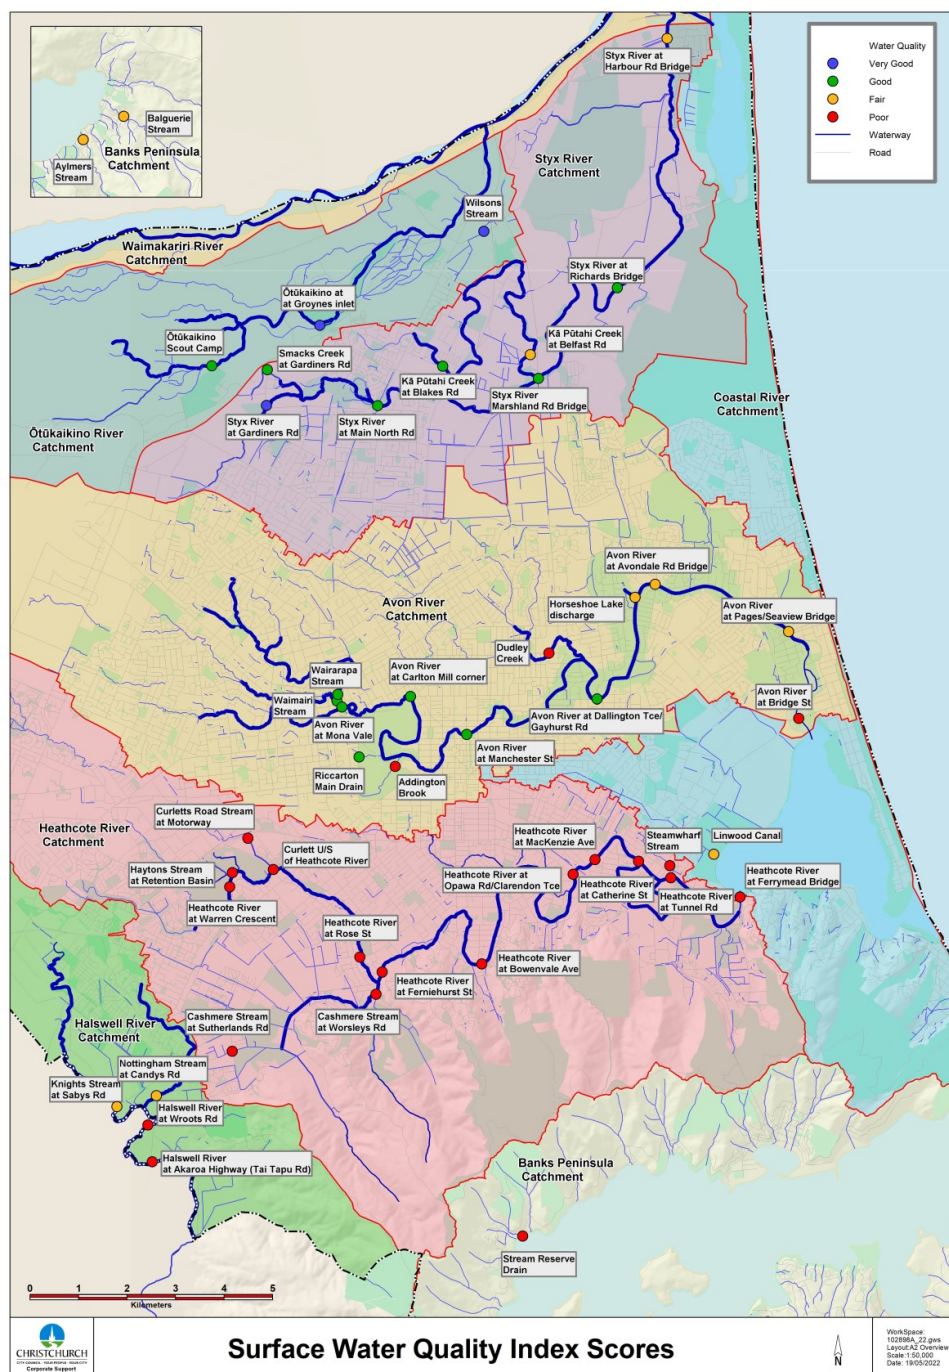 Styx River at
Harbour Rd Bridge
Water Quality
Very Good
Good
Fair
Poor
Waterway
Road
Balguerie
Stream
Banks Peninsula
Catchment
Aylmers
Stream
Styx River
Catchment
Wilsons
Stream
Waimakariri River
Catchment
Styx River at
Richards Bridge
Ōtūkaikino at
at Groynes inlet
Ōtūkaikino
Scout Camp
Smacks Creek
at Gardiners Rd
Kā Pūtahi Creek
at Belfast Rd
Kā Pūtahi Creek
at Blakes Rd
Styx River
Marshland Rd Bridge
Coastal River
Catchment
Styx River
at Gardiners Rd
Styx River
at Main North Rd
Ōtūkaikino River
Catchment
Avon River
at Avondale Rd Bridge
Avon River
Catchment
Horseshoe Lake
discharge
Avon River
at Pages/Seaview Bridge
Dudley
Creek
Wairarapa
Stream
Avon River
at Carlton Mill corner
Waimairi
Stream
Avon River
at Bridge St
Avon River
at Mona Vale
Avon River at Dallington Tce/
Gayhurst Rd
Avon River
at Manchester St
Riccarton
Main Drain
Addington
Brook
Heathcote River
Catchment
Curletts Road Stream
at Motorway
Heathcote River
at MacKenzie Ave
Steamwharf
Stream
Linwood Canal
Curlett U/S
of Heathcote River
Haytons Stream
at Retention Basin
Heathcote River at
Opawa Rd/Clarendon Tce
Heathcote River
at Catherine St
Heathcote River
at Tunnel Rd
Heathcote River
at Ferrymead Bridge
Heathcote River
at Warren Crescent
Heathcote River
at Rose St
Heathcote River
at Bowenvale Ave
Heathcote River
at Ferniehurst St
Cashmere Stream
at Sutherlands Rd
Cashmere Stream
at Worsleys Rd
Halswell River
Catchment
Nottingham Stream
at Candys Rd
Knights Stream
at Sabys Rd
Halswell River
at Wroots Rd
Halswell River
at Akaroa Highway (Tai Tapu Rd)
Banks Peninsula
Catchment
Stream Reserve
Drain
0 1 2 3 4 5
Kilometers
CHRISTCHURCH
CITY COUNCIL · YOUR PEOPLE · YOUR CITY
Corporate Support
Surface Water Quality Index Scores
N
WorkSpace:
102898A_22.gws
Layout:A2 Overview
Scale:1:50,000